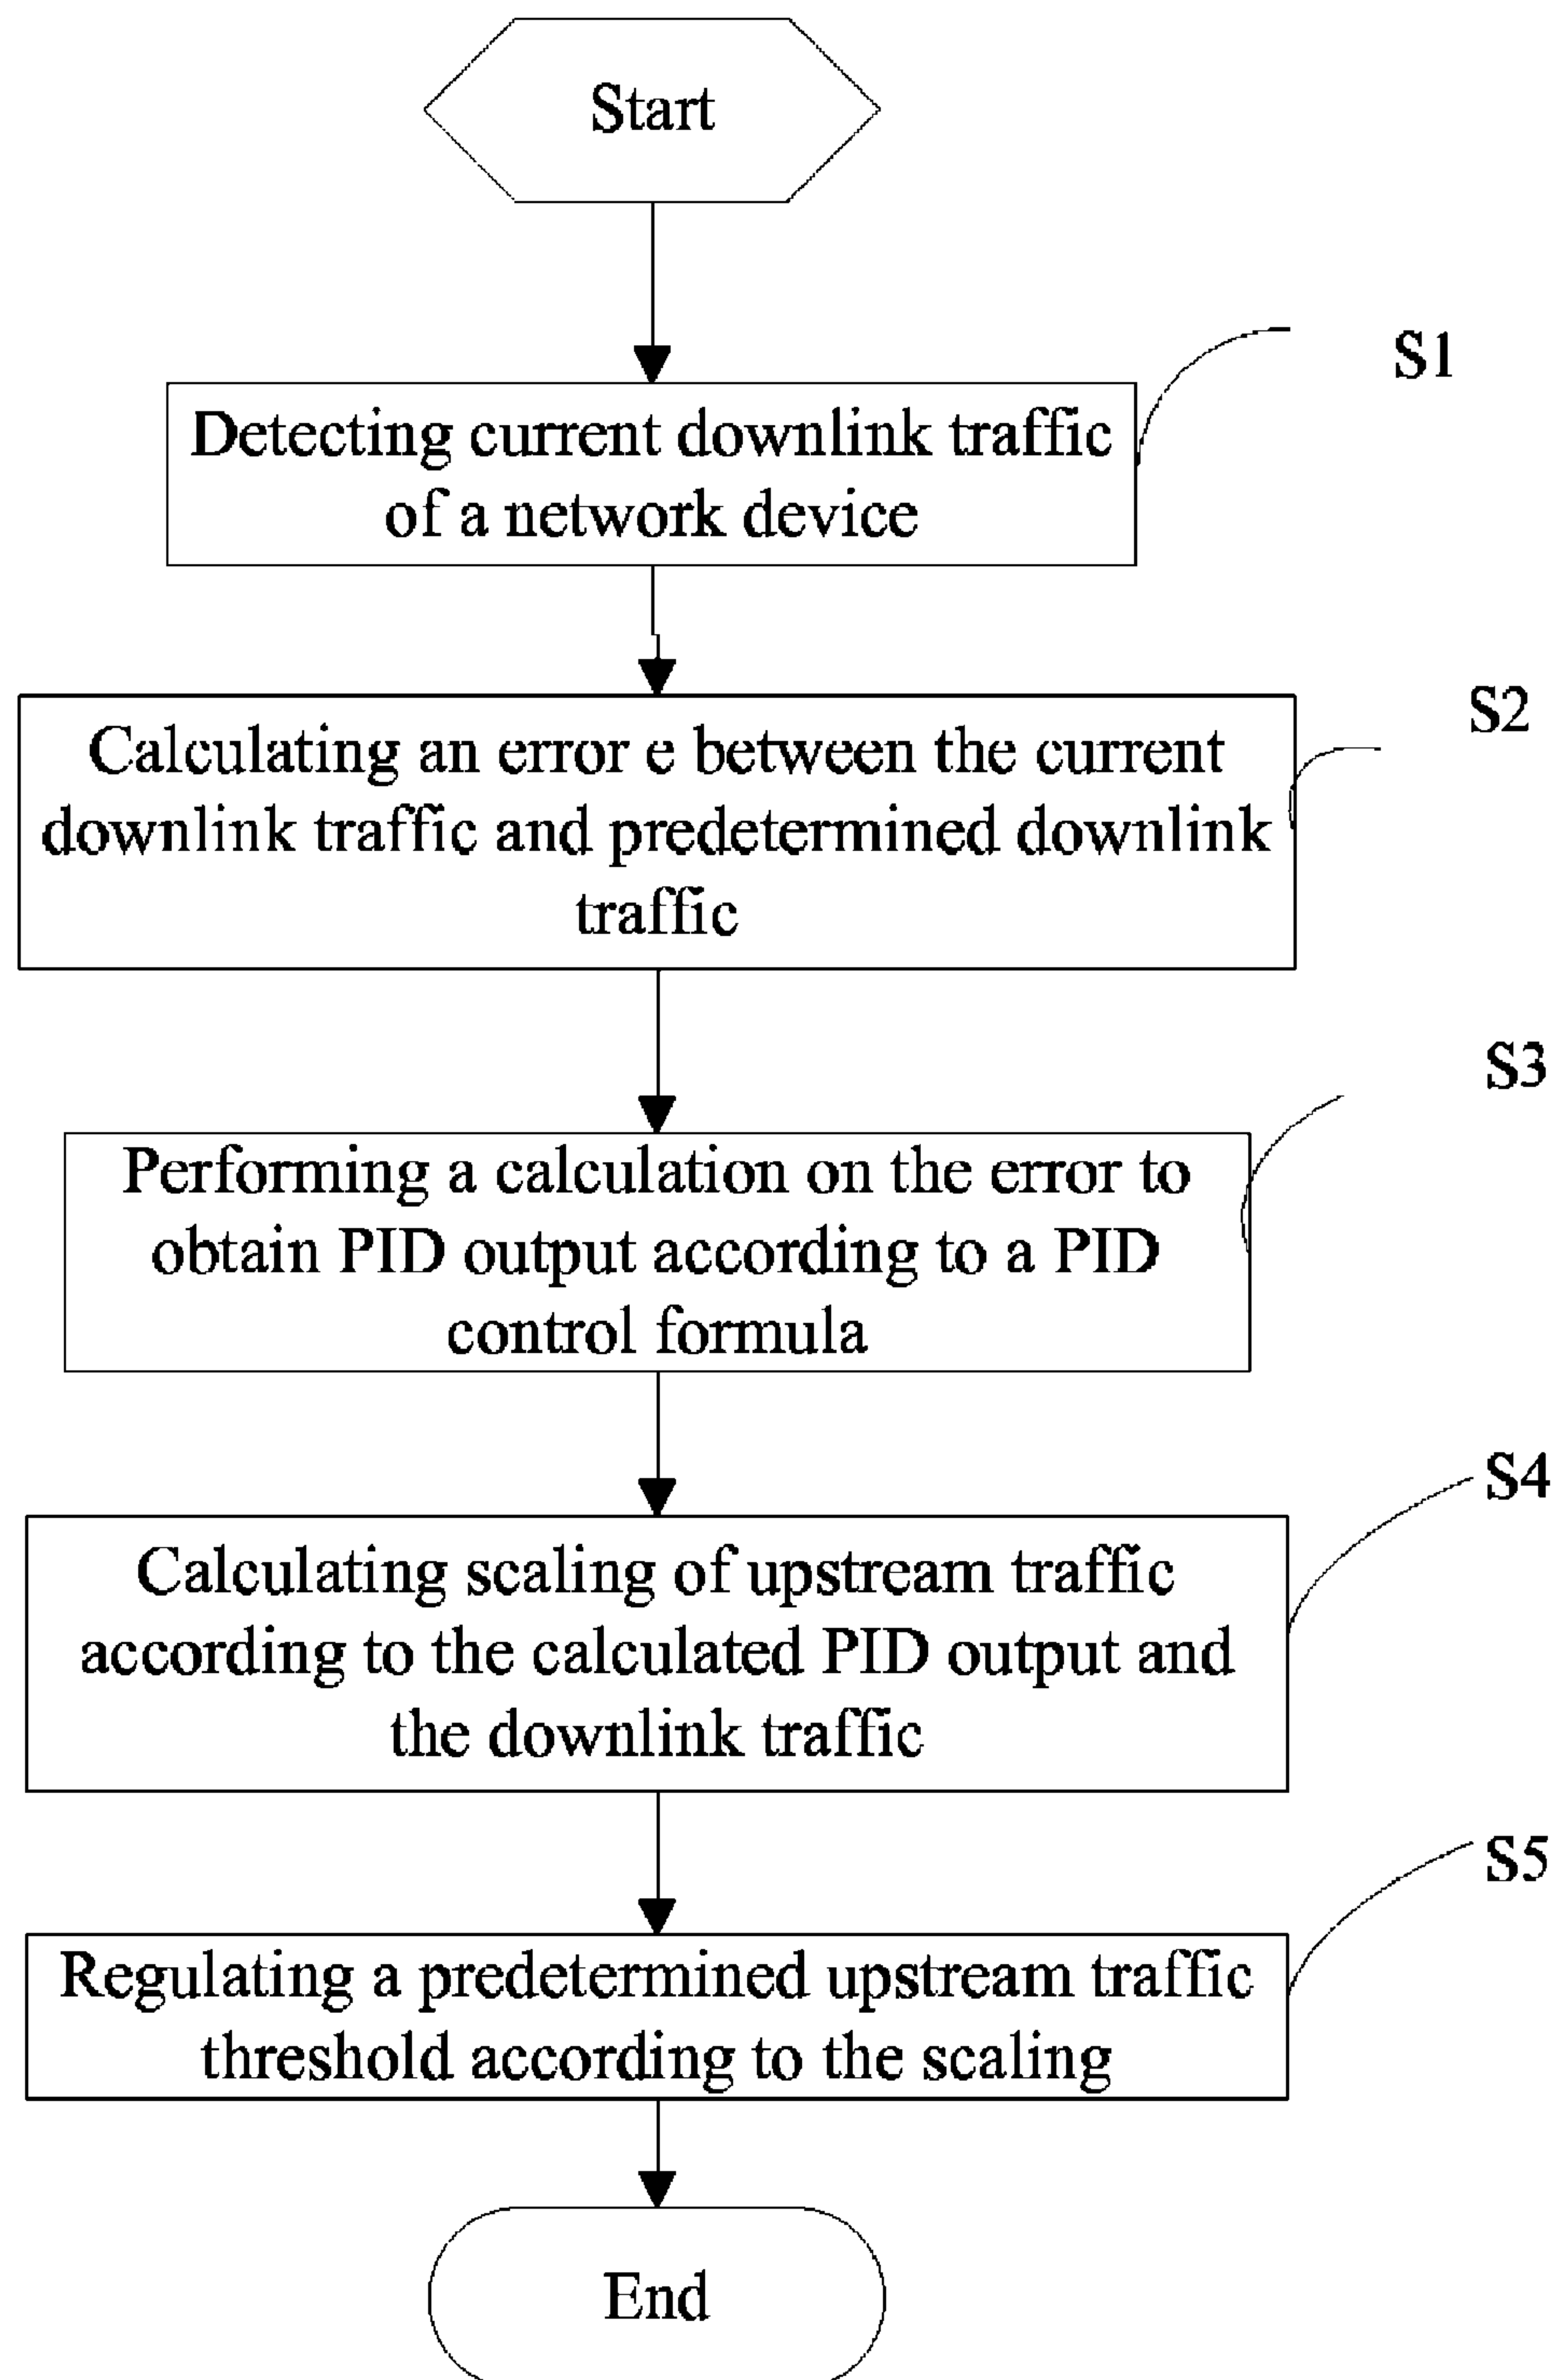 Start
S1
Detecting current downlink traffic
of a network device
S2
Calculating an error e between the current
downlink traffic and predetermined downlink
traffic
S3
Performing a calculation on the error to
obtain PID output according to a PID
control formula
S4
Calculating scaling of upstream traffic
according to the calculated PID output and
the downlink traffic
S5
Regulating a predetermined upstream traffic
threshold according to the scaling
End